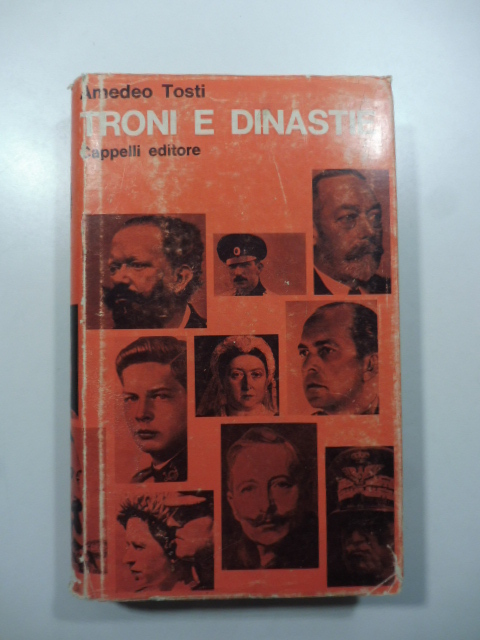 Amedeo Tosti
TRONI E DINASTIE
Cappelli editore